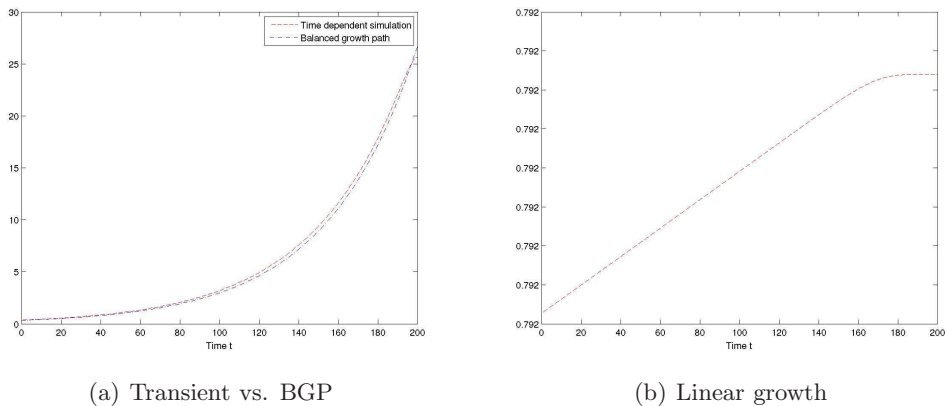 30
25
20
15
10
5
0
0 20 40 60 80 100 120 140 160 180 200
Time t
Time dependent simulation
Balanced growth path
(a) Transient vs. BGP
0.792
0.792
0.792
0.792
0.792
0.792
0.792
0.792
0.792
0 20 40 60 80 100 120 140 160 180 200
Time t
(b) Linear growth